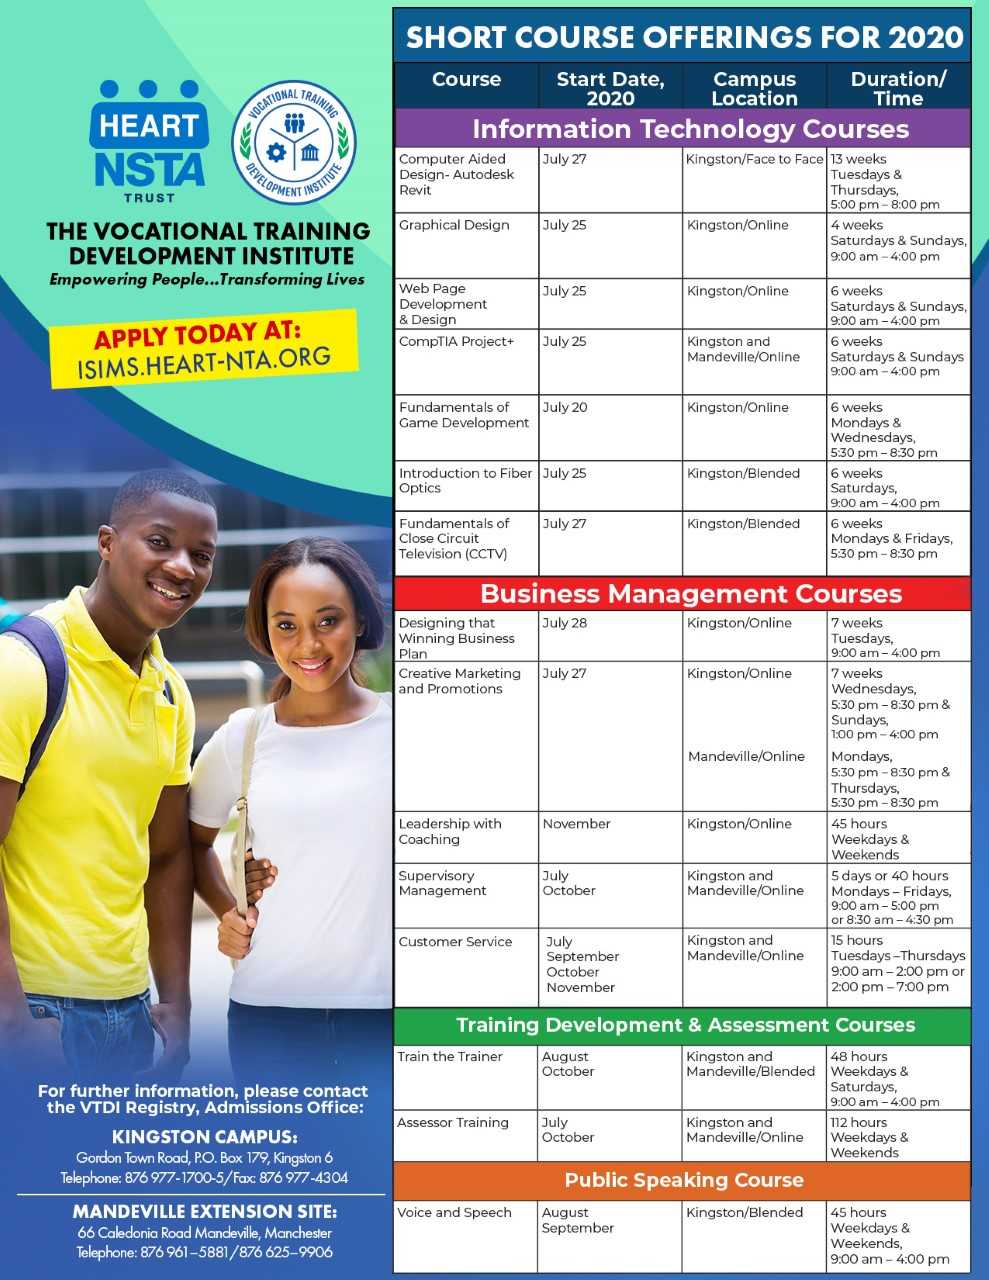 HEART
NSTA
TRUST
VOCATIONAL TRAINING
DEVELOPMENT INSTITUTE
THE VOCATIONAL TRAINING
DEVELOPMENT INSTITUTE
Empowering People...Transforming Lives
APPLY TODAY AT:
ISIMS.HEART-NTA.ORG
For further information, please contact
the VTDI Registry, Admissions Office:
KINGSTON CAMPUS:
Gordon Town Road, P.O. Box 179, Kingston 6
Telephone: 876 977-1700-5/Fax: 876 977-4304
MANDEVILLE EXTENSION SITE:
66 Caledonia Road Mandeville, Manchester
Telephone: 876 961–5881/876 625–9906
SHORT COURSE OFFERINGS FOR 2020
Course
Start Date,
2020
Campus
Location
Duration/
Time
Information Technology Courses
Computer Aided
Design- Autodesk
Revit
July 27
Kingston/Face to Face
13 weeks
Tuesdays &
Thursdays,
5:00 pm – 8:00 pm
Graphical Design
July 25
Kingston/Online
4 weeks
Saturdays & Sundays,
9:00 am – 4:00 pm
Web Page
Development
& Design
July 25
Kingston/Online
6 weeks
Saturdays & Sundays,
9:00 am – 4:00 pm
CompTIA Project+
July 25
Kingston and
Mandeville/Online
6 weeks
Saturdays & Sundays
9:00 am – 4:00 pm
Fundamentals of
Game Development
July 20
Kingston/Online
6 weeks
Mondays &
Wednesdays,
5:30 pm – 8:30 pm
Introduction to Fiber
Optics
July 25
Kingston/Blended
6 weeks
Saturdays,
9:00 am – 4:00 pm
Fundamentals of
Close Circuit
Television (CCTV)
July 27
Kingston/Blended
6 weeks
Mondays & Fridays,
5:30 pm – 8:30 pm
Business Management Courses
Designing that
Winning Business
Plan
July 28
Kingston/Online
7 weeks
Tuesdays,
9:00 am – 4:00 pm
Creative Marketing
and Promotions
July 27
Kingston/Online
7 weeks
Wednesdays,
5:30 pm – 8:30 pm &
Sundays,
1:00 pm – 4:00 pm
Mandeville/Online
Mondays,
5:30 pm – 8:30 pm &
Thursdays,
5:30 pm – 8:30 pm
Leadership with
Coaching
November
Kingston/Online
45 hours
Weekdays &
Weekends
Supervisory
Management
July
October
Kingston and
Mandeville/Online
5 days or 40 hours
Mondays – Fridays,
9:00 am – 5:00 pm
or 8:30 am – 4:30 pm
Customer Service
July
September
October
November
Kingston and
Mandeville/Online
15 hours
Tuesdays –Thursdays
9:00 am – 2:00 pm or
2:00 pm – 7:00 pm
Training Development & Assessment Courses
Train the Trainer
August
October
Kingston and
Mandeville/Blended
48 hours
Weekdays &
Saturdays,
9:00 am – 4:00 pm
Assessor Training
July
October
Kingston and
Mandeville/Online
112 hours
Weekdays &
Weekends
Public Speaking Course
Voice and Speech
August
September
Kingston/Blended
45 hours
Weekdays &
Weekends,
9:00 am – 4:00 pm